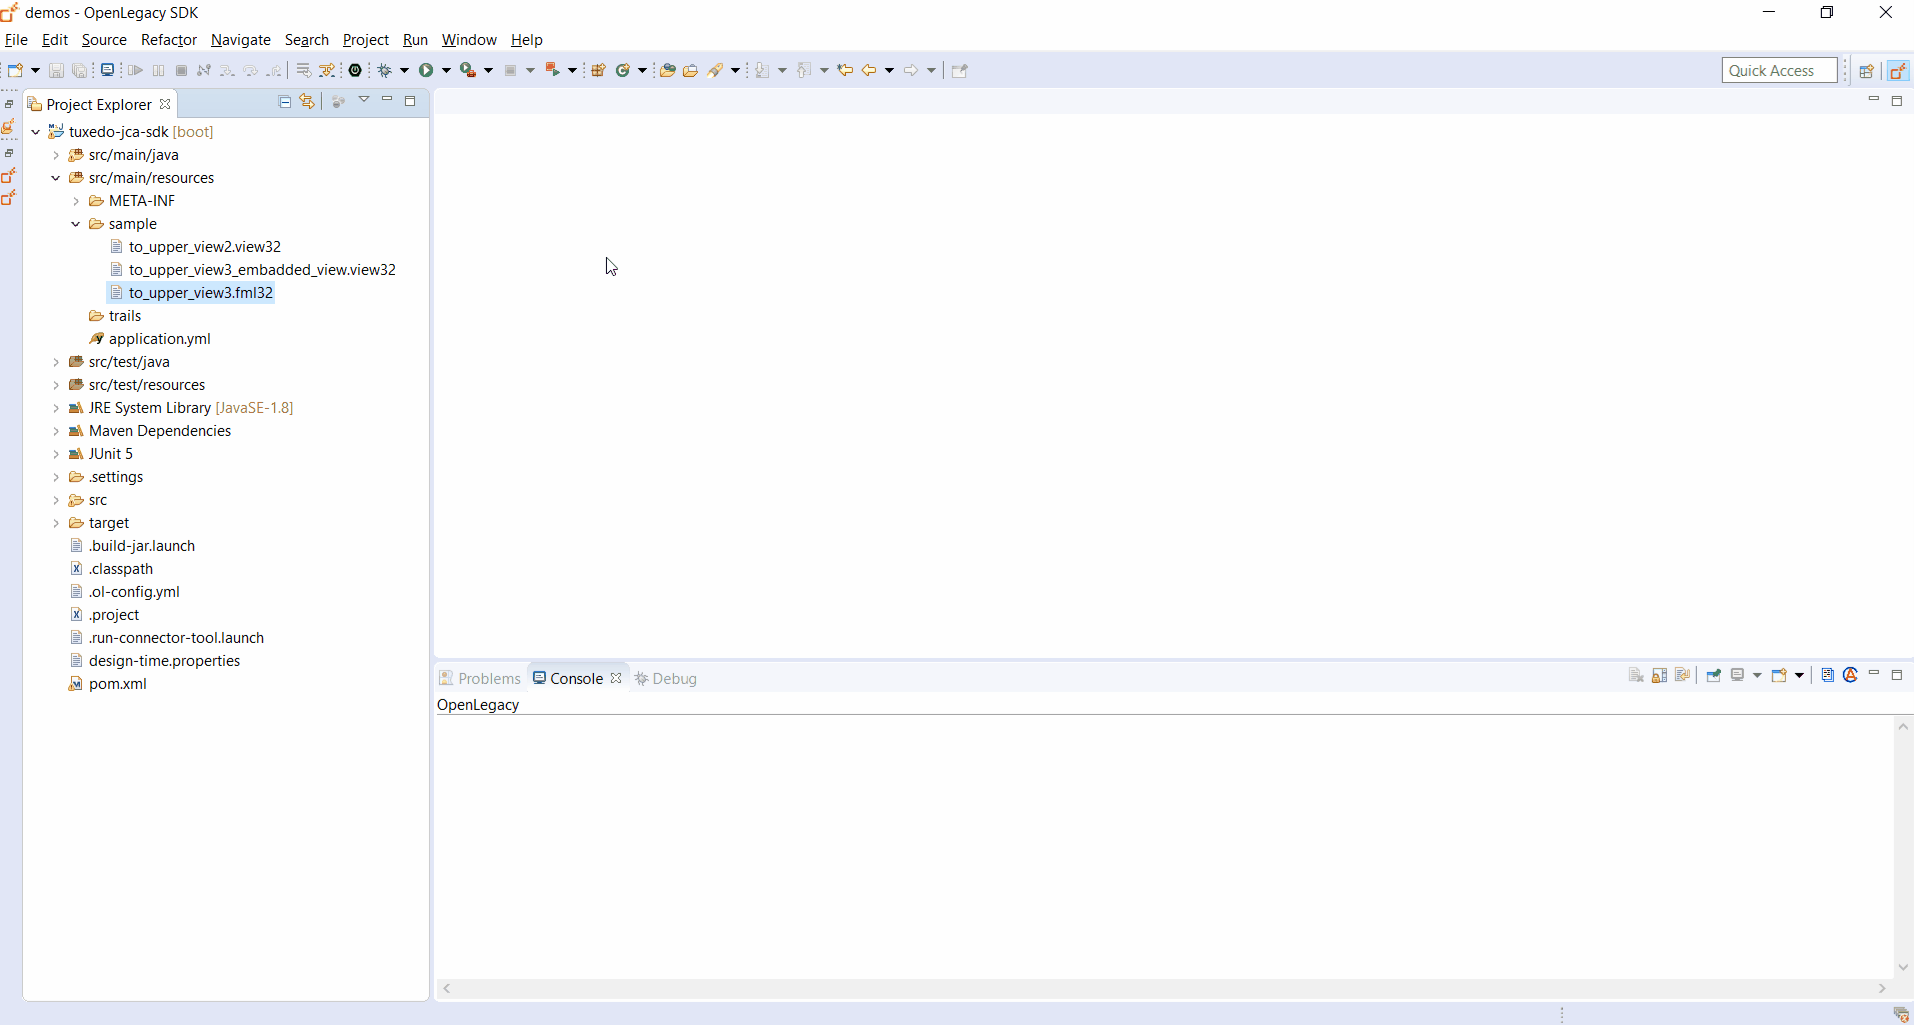 demos - OpenLegacy SDK
File Edit Source Refactor Navigate Search Project Run Window Help
Quick Access
Project Explorer
tuxedo-jca-sdk [boot]
src/main/java
src/main/resources
META-INF
sample
to_upper_view2.view32
to_upper_view3_embadded_view.view32
to_upper_view3.fml32
trails
application.yml
src/test/java
src/test/resources
JRE System Library [JavaSE-1.8]
Maven Dependencies
JUnit 5
.settings
src
target
.build-jar.launch
.classpath
.ol-config.yml
.project
.run-connector-tool.launch
design-time.properties
pom.xml
Problems Console Debug
OpenLegacy